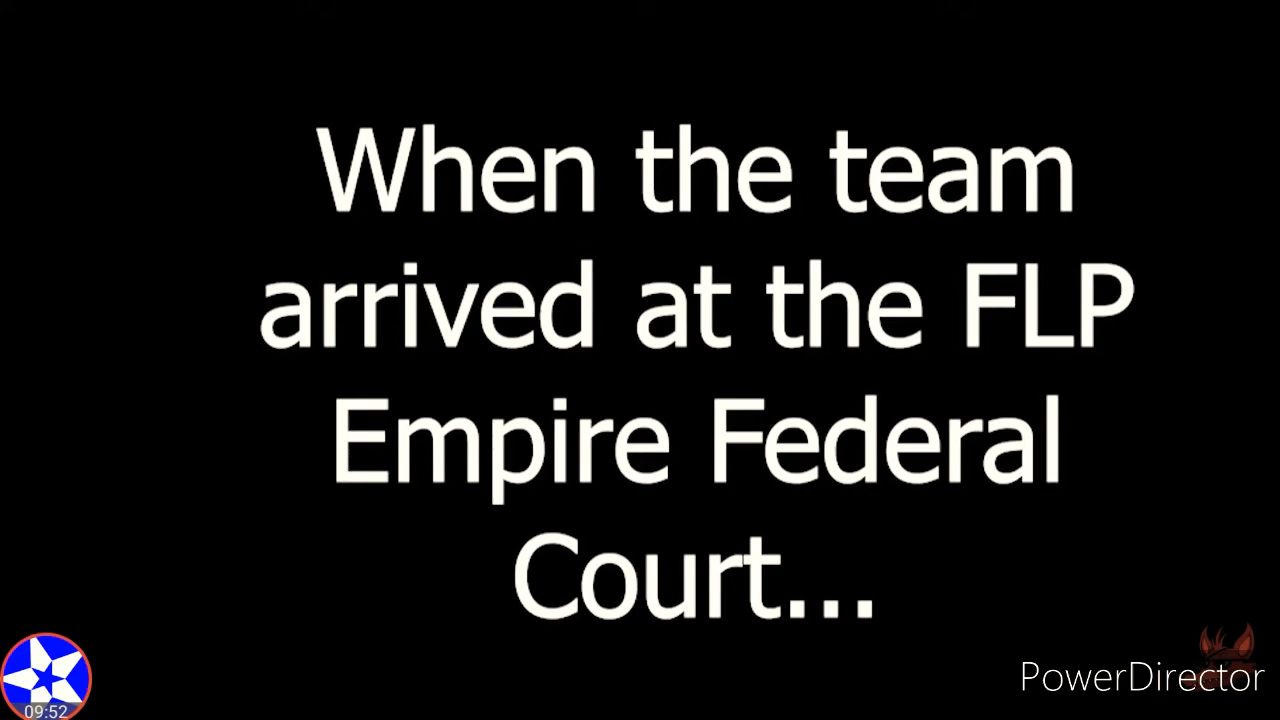 When the team
arrived at the FLP
Empire Federal
Court...
PowerDirector
09:52